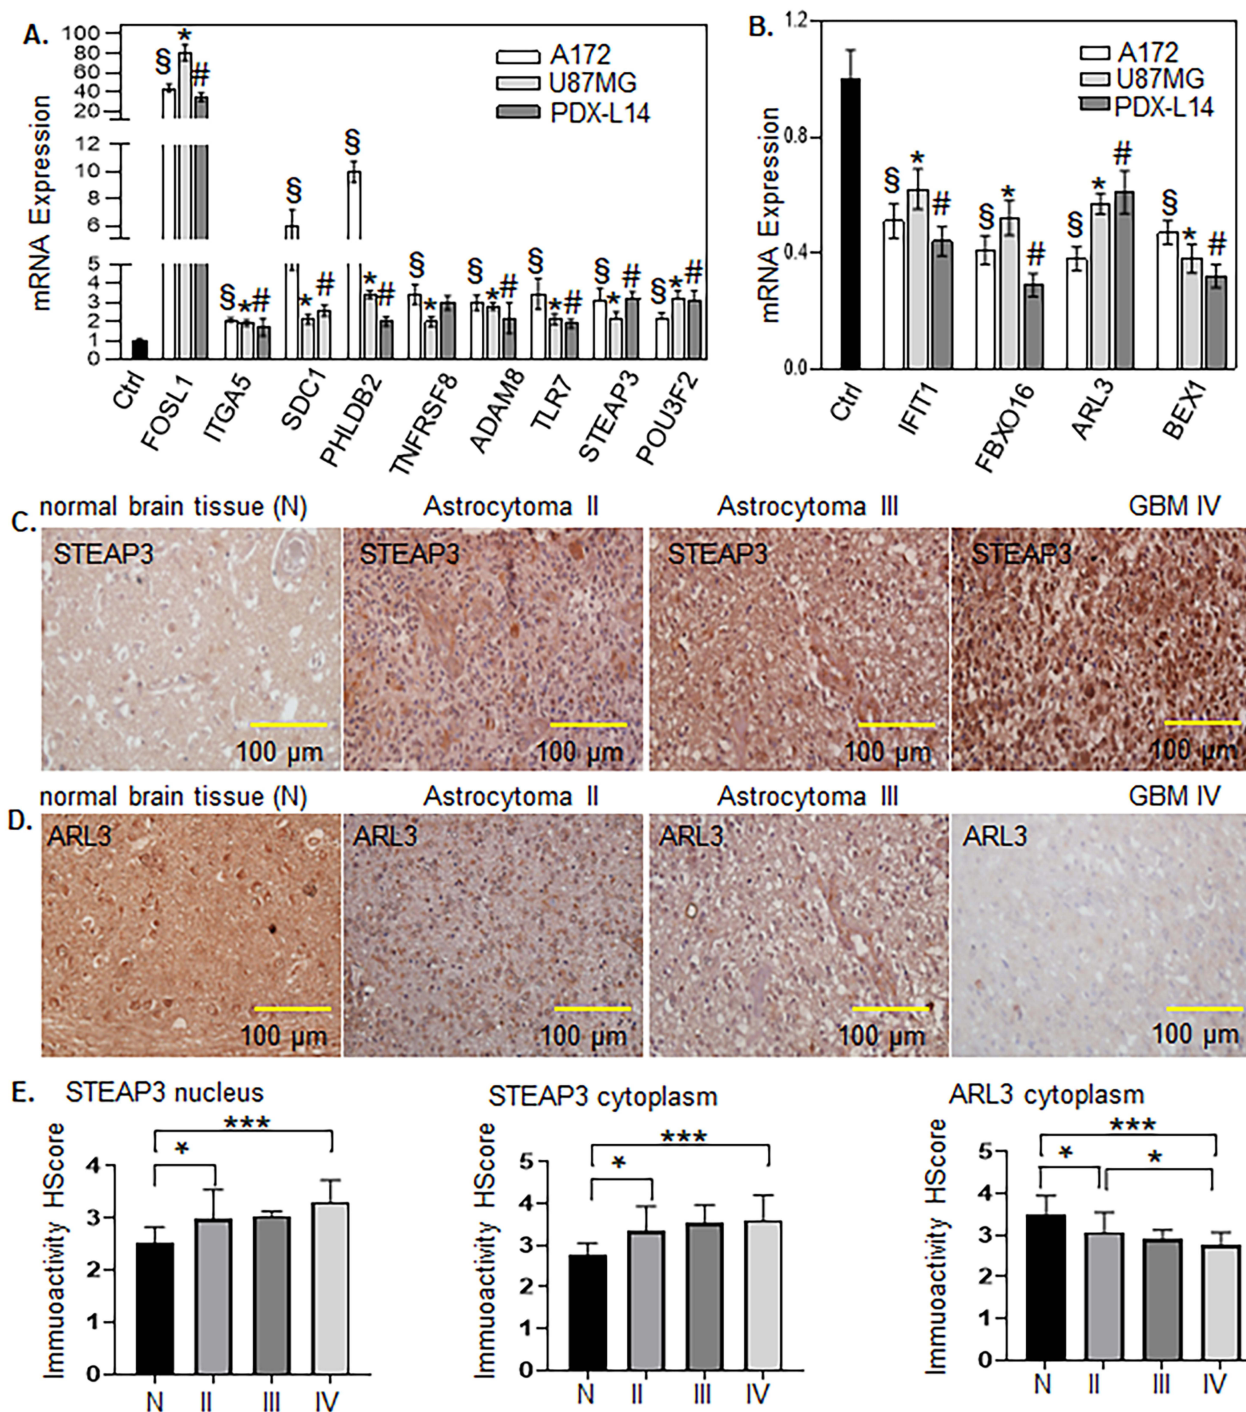 A.
mRNA Expression
100
80
60
40
20
12
10
8
6
5
4
3
2
1
0
§ * #
§ * #
§ * #
§ * #
§ *
§ * #
§ * #
§ * #
§ * #
A172
U87MG
PDX-L14
Ctrl
FOSL1
ITGA5
SDC1
PHLDB2
TNFRSF8
ADAM8
TLR7
STEAP3
POU3F2
B.
mRNA Expression
1.2
0.8
0.4
0.0
§ * #
§ * #
§ * #
§ * #
A172
U87MG
PDX-L14
Ctrl
IFIT1
FBXO16
ARL3
BEX1
C.
normal brain tissue (N) Astrocytoma II Astrocytoma III GBM IV
STEAP3 STEAP3 STEAP3 STEAP3
100 µm 100 µm 100 µm 100 µm
D.
normal brain tissue (N) Astrocytoma II Astrocytoma III GBM IV
ARL3 ARL3 ARL3 ARL3
100 µm 100 µm 100 µm 100 µm
E.
STEAP3 nucleus
Immuoactivity HScore
4
3
2
1
0
***
*
N II III IV
STEAP3 cytoplasm
Immuoactivity HScore
5
4
3
2
1
0
***
*
N II III IV
ARL3 cytoplasm
Immuoactivity HScore
5
4
3
2
1
0
***
* *
N II III IV